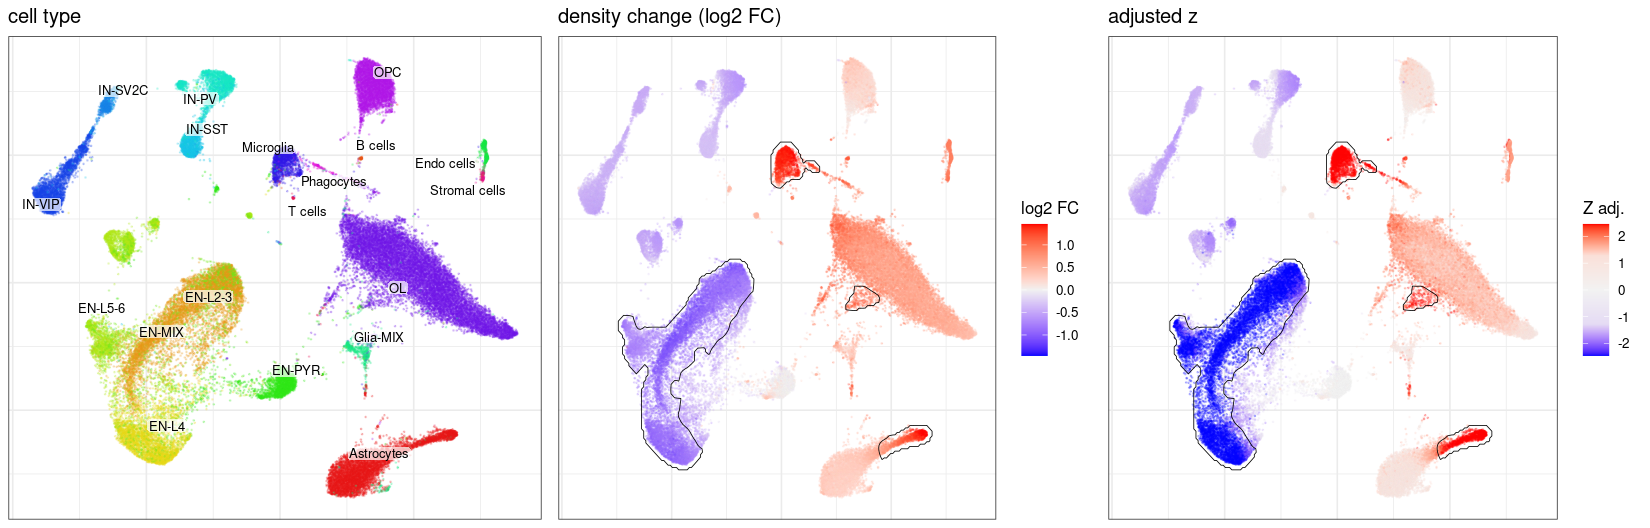 cell type
density change (log2 FC)
adjusted z
OPC
IN-SV2C
IN-PV
IN-SST
Microglia
B cells
Endo cells
Phagocytes
Stromal cells
IN-VIP
T cells
OL
EN-L2-3
EN-L5-6
EN-MIX
Glia-MIX
EN-PYR
EN-L4
Astrocytes
log2 FC
1.0
0.5
0.0
-0.5
-1.0
Z adj.
2
1
0
-1
-2